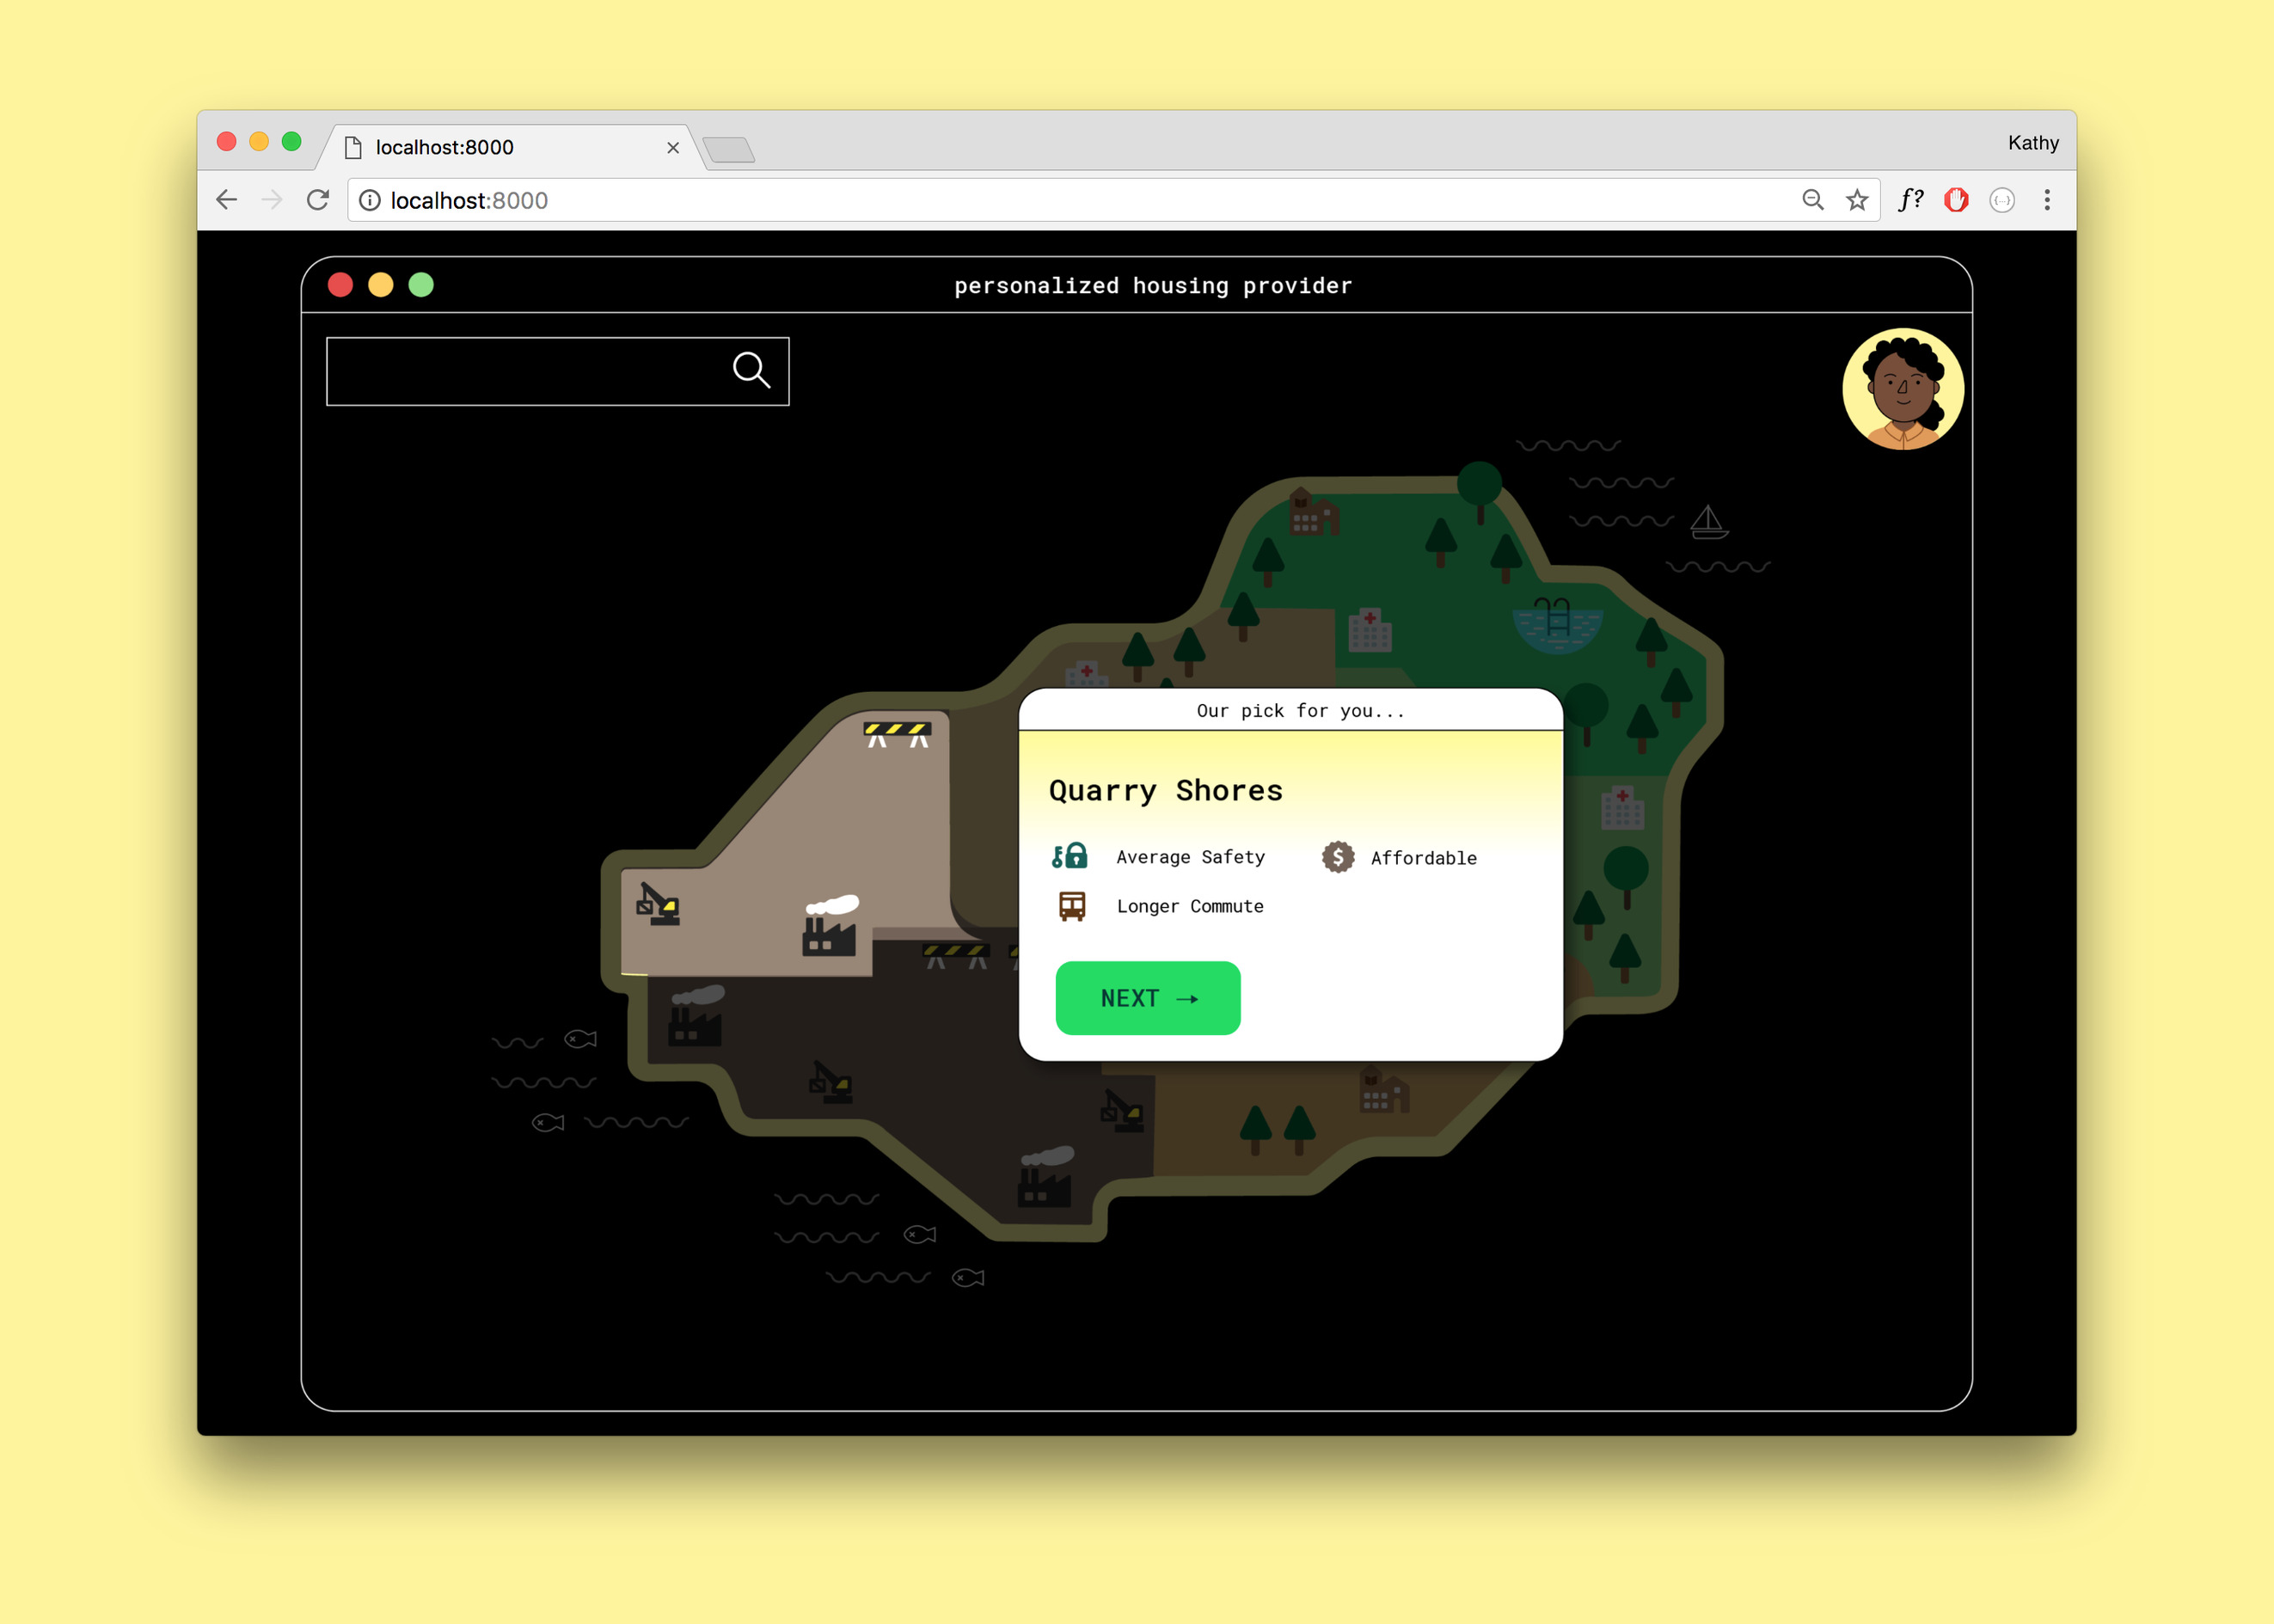 localhost:8000
Kathy
localhost:8000
f?
personalized housing provider
Our pick for you...
Quarry Shores
Average Safety
$ Affordable
Longer Commute
NEXT →